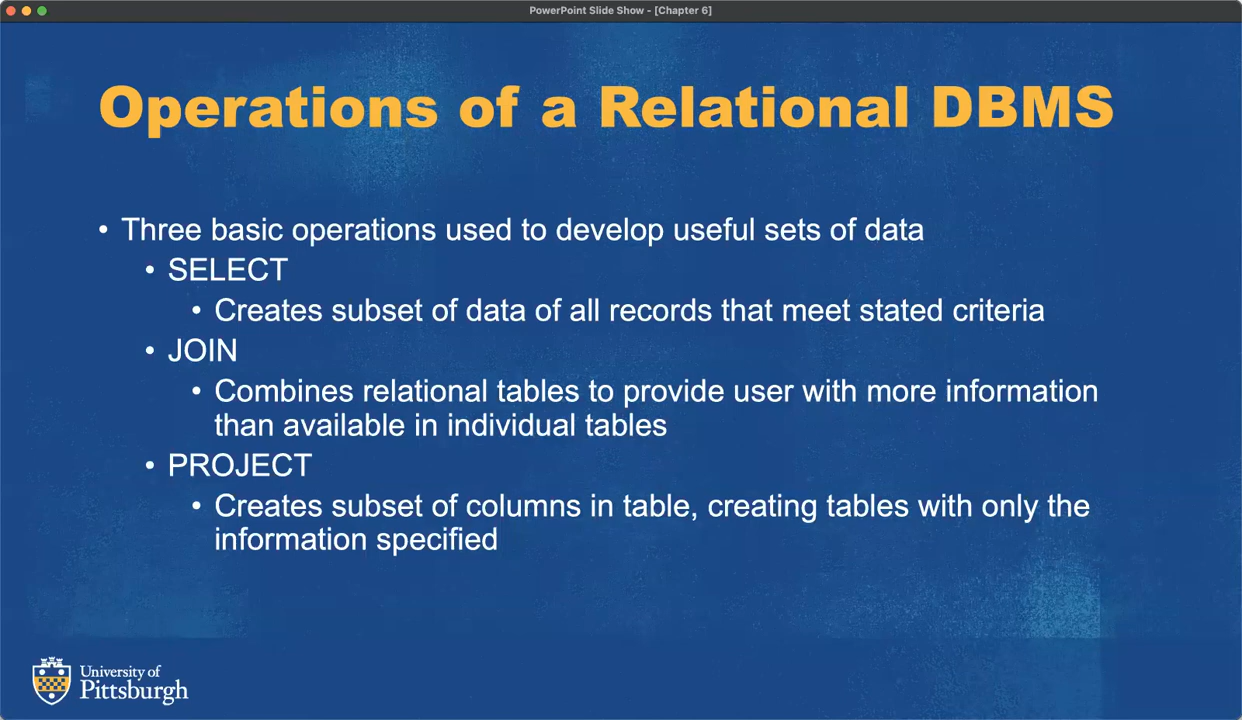 PowerPoint Slide Show - [Chapter 6]
Operations of a Relational DBMS
• Three basic operations used to develop useful sets of data
• SELECT
• Creates subset of data of all records that meet stated criteria
• JOIN
• Combines relational tables to provide user with more information
than available in individual tables
• PROJECT
• Creates subset of columns in table, creating tables with only the
information specified
University of
Pittsburgh